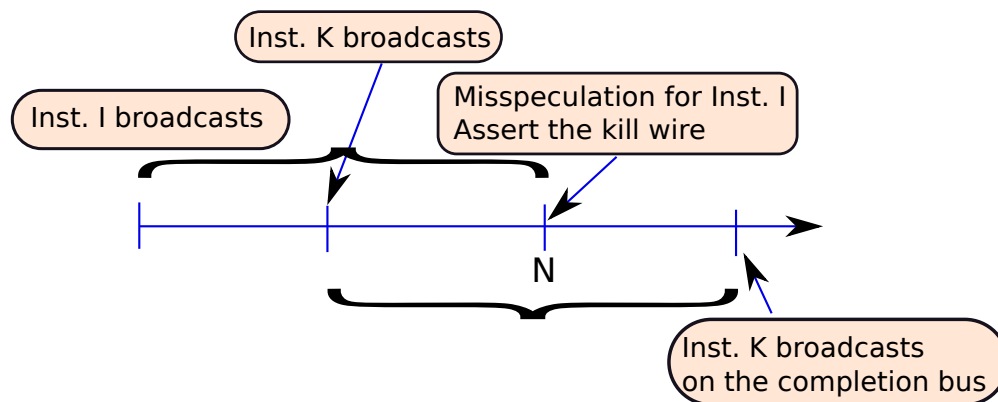 Inst. K broadcasts
Inst. I broadcasts
Misspeculation for Inst. I
Assert the kill wire
N
Inst. K broadcasts
on the completion bus